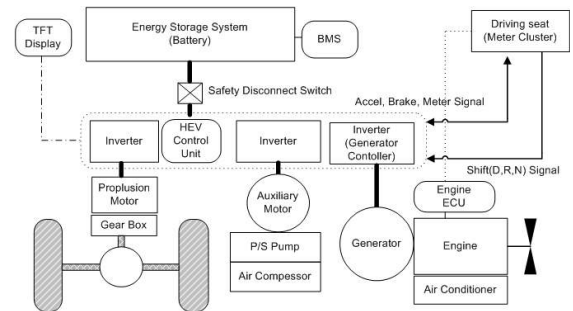 TFT
Display
Energy Storage System
(Battery)
BMS
Driving seat
(Meter Cluster)
Safety Disconnect Switch
Accel, Brake, Meter Signal
Inverter
HEV
Control
Unit
Inverter
Inverter
(Generator
Contoller)
Shift(D,R,N) Signal
Proplusion
Motor
Gear Box
Auxiliary
Motor
P/S Pump
Air Compessor
Generator
Engine
ECU
Engine
Air Conditioner